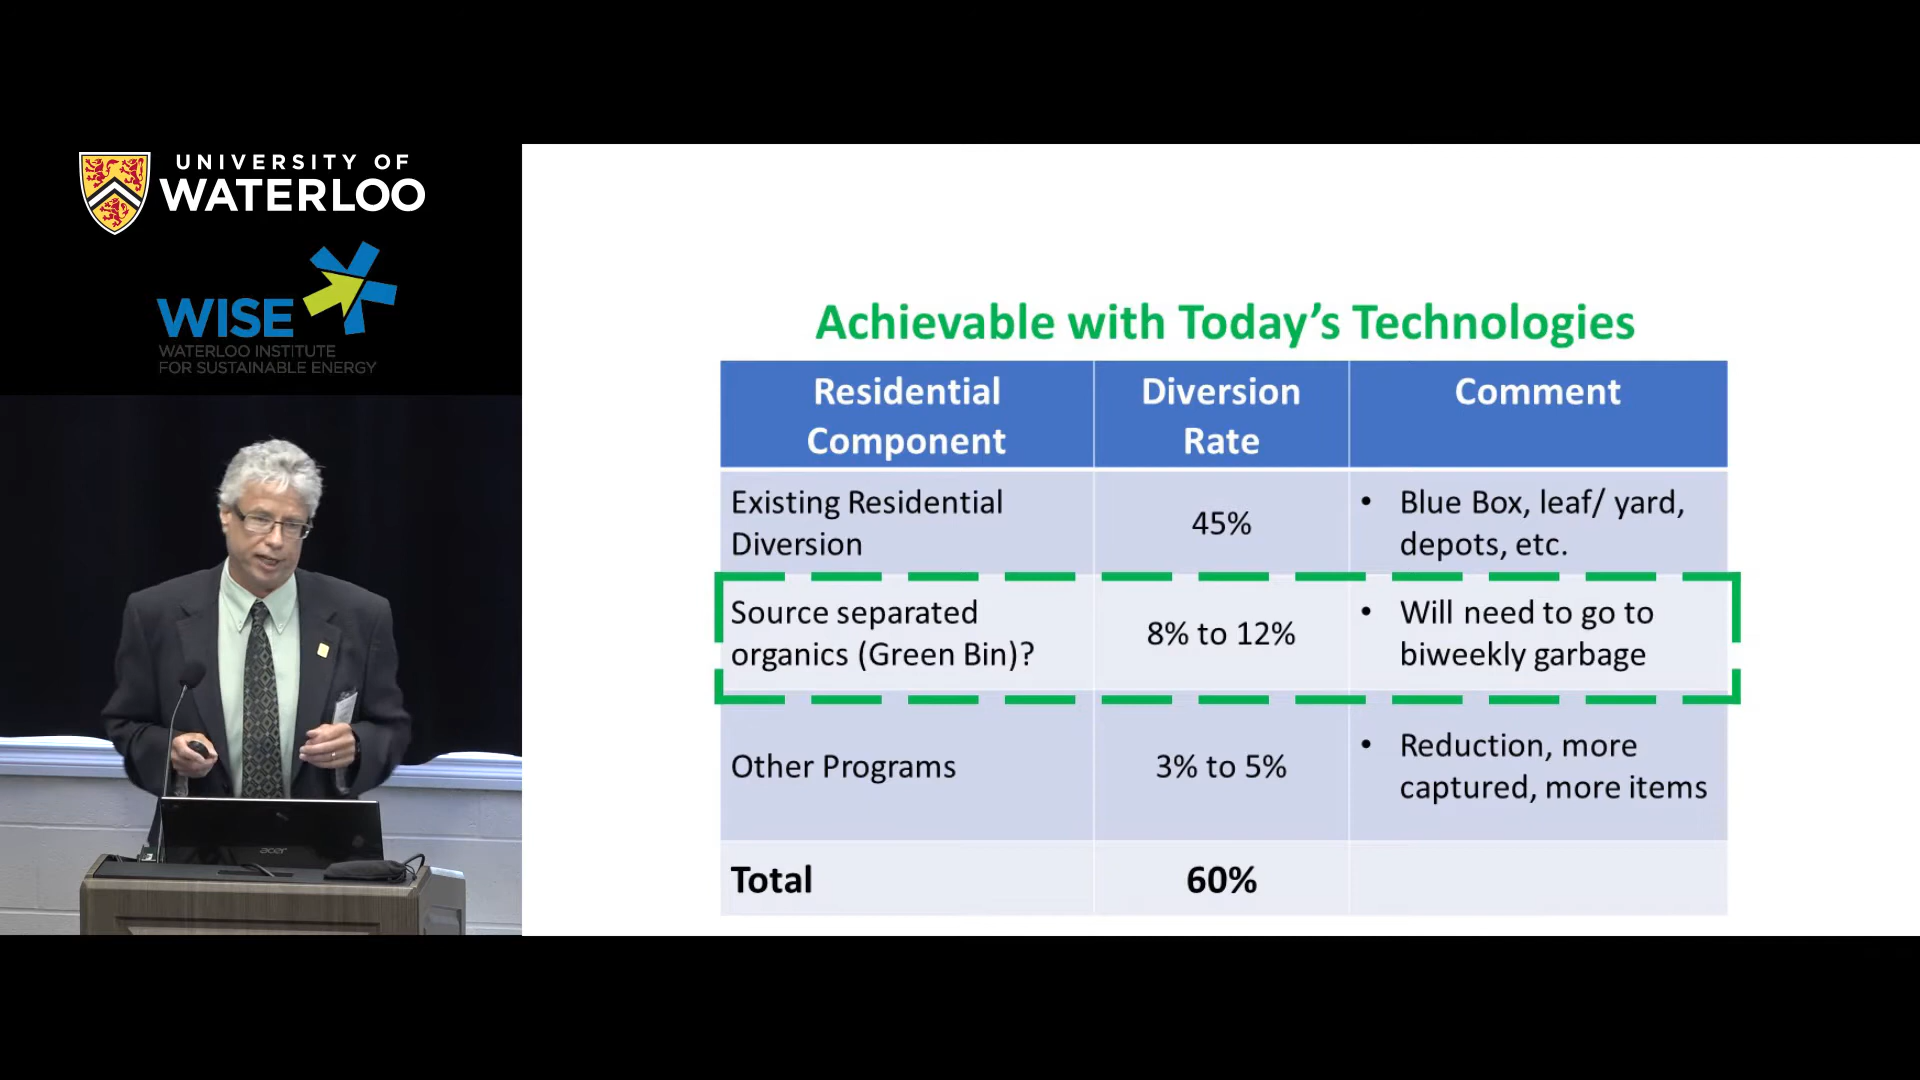 UNIVERSITY OF
WATERLOO
WISE
WATERLOO INSTITUTE
FOR SUSTAINABLE ENERGY
acer
Achievable with Today's Technologies
Residential
Component
Diversion
Rate
Comment
Existing Residential
Diversion
45%
• Blue Box, leaf/ yard,
depots, etc.
Source separated
organics (Green Bin)?
8% to 12%
• Will need to go to
biweekly garbage
Other Programs
3% to 5%
• Reduction, more
captured, more items
Total
60%